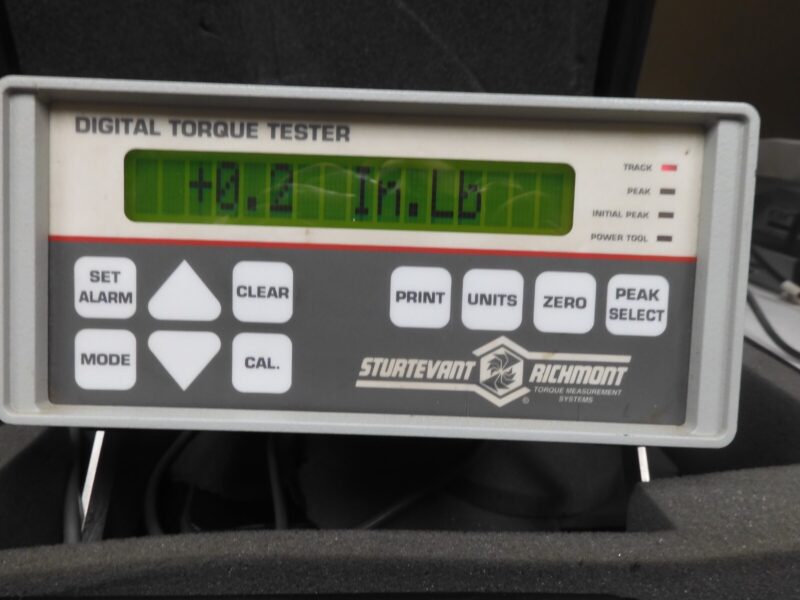 DIGITAL TORQUE TESTER
+0.2 In.Lb
TRACK
PEAK
INITIAL PEAK
POWER TOOL
SET
ALARM
CLEAR
PRINT
UNITS
ZERO
PEAK
SELECT
MODE
CAL.
STURTEVANT RICHMONT
TORQUE MEASUREMENT
SYSTEMS
®